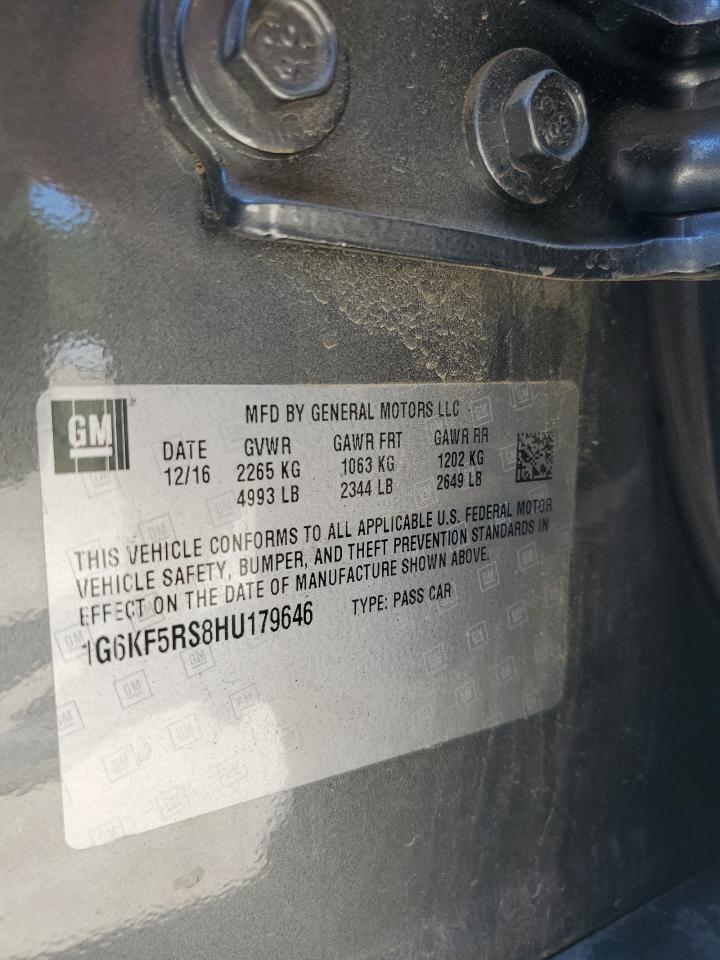 GM
MFD BY GENERAL MOTORS LLC
DATE GVWR GAWR FRT GAWR RR
12/16 2265 KG 1063 KG 1202 KG
4993 LB 2344 LB 2649 LB
THIS VEHICLE CONFORMS TO ALL APPLICABLE U.S. FEDERAL MOTOR
VEHICLE SAFETY, BUMPER, AND THEFT PREVENTION STANDARDS IN
EFFECT ON THE DATE OF MANUFACTURE SHOWN ABOVE.
1G6KF5RS8HU179646 TYPE: PASS CAR